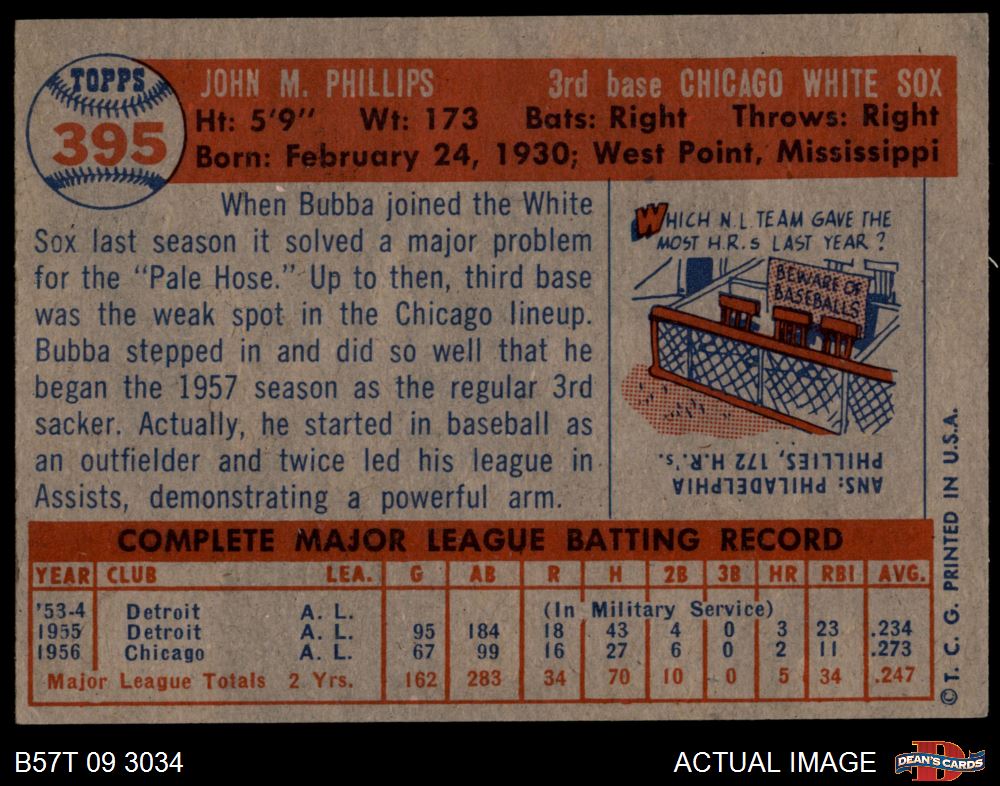 TOPPS
395
JOHN M. PHILLIPS 3rd base CHICAGO WHITE SOX
Ht: 5'9" Wt: 173 Bats: Right Throws: Right
Born: February 24, 1930; West Point, Mississippi
When Bubba joined the White
Sox last season it solved a major problem
for the "Pale Hose." Up to then, third base
was the weak spot in the Chicago lineup.
Bubba stepped in and did so well that he
began the 1957 season as the regular 3rd
sacker. Actually, he started in baseball as
an outfielder and twice led his league in
Assists, demonstrating a powerful arm.
WHICH N.L. TEAM GAVE THE
MOST H.R.S LAST YEAR?
BEWARE OF
BASEBALLS
ANS: PHILADELPHIA
PHILLIES, 172 H.R.'s.
COMPLETE MAJOR LEAGUE BATTING RECORD
YEAR CLUB LEA. G AB R H 2B 3B HR RBI AVG.
'53-4 Detroit A. L. (In Military Service)
1955 Detroit A. L. 95 184 18 43 4 0 3 23 .234
1956 Chicago A. L. 67 99 16 27 6 0 2 11 .273
Major League Totals 2 Yrs. 162 283 34 70 10 0 5 34 .247
© T. C. G. PRINTED IN U.S.A.
B57T 09 3034 ACTUAL IMAGE
D
DEAN'S CARDS